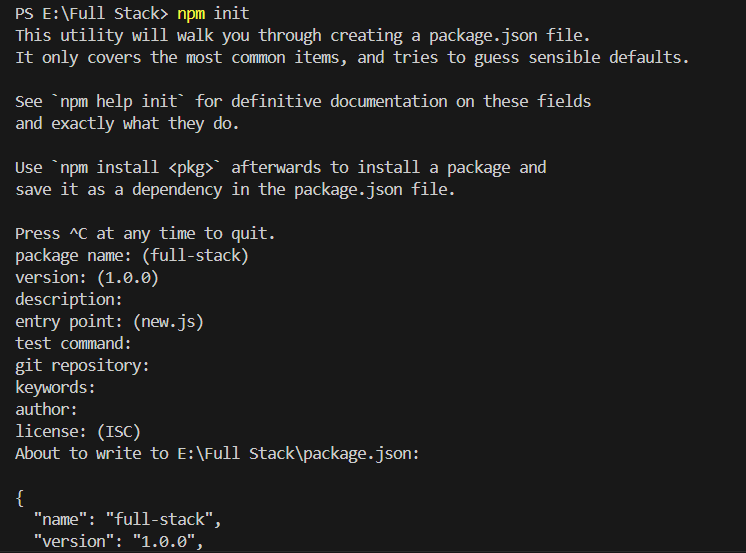 PS E:\Full Stack> npm init
This utility will walk you through creating a package.json file.
It only covers the most common items, and tries to guess sensible defaults.
See `npm help init` for definitive documentation on these fields
and exactly what they do.
Use `npm install <pkg>` afterwards to install a package and
save it as a dependency in the package.json file.
Press ^C at any time to quit.
package name: (full-stack)
version: (1.0.0)
description:
entry point: (new.js)
test command:
git repository:
keywords:
author:
license: (ISC)
About to write to E:\Full Stack\package.json:
{
  "name": "full-stack",
  "version": "1.0.0",